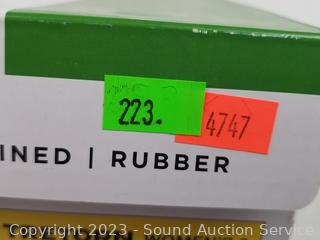 223.
4747
INED | RUBBER
Copyright 2023 - Sound Auction Service